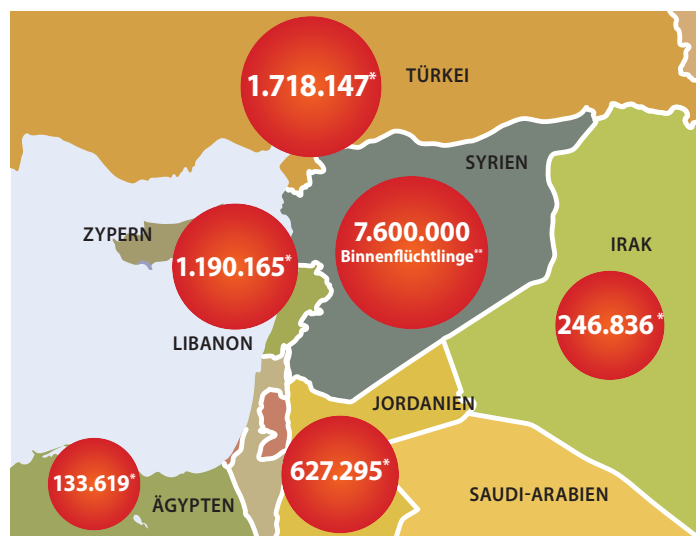 1.718.147*
TÜRKEI
SYRIEN
7.600.000
Binnenflüchtlinge**
ZYPERN
1.190.165*
IRAK
246.836*
LIBANON
JORDANIEN
627.295*
133.619*
ÄGYPTEN
SAUDI-ARABIEN